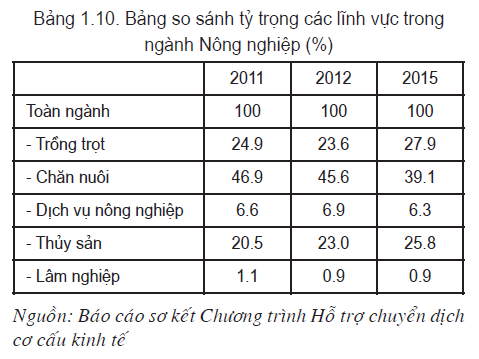 Bảng 1.10. Bảng so sánh tỷ trọng các lĩnh vực trong
ngành Nông nghiệp (%)
2011 2012 2015
Toàn ngành 100 100 100
- Trồng trọt 24.9 23.6 27.9
- Chăn nuôi 46.9 45.6 39.1
- Dịch vụ nông nghiệp 6.6 6.9 6.3
- Thủy sản 20.5 23.0 25.8
- Lâm nghiệp 1.1 0.9 0.9
Nguồn: Báo cáo sơ kết Chương trình Hỗ trợ chuyển dịch
cơ cấu kinh tế